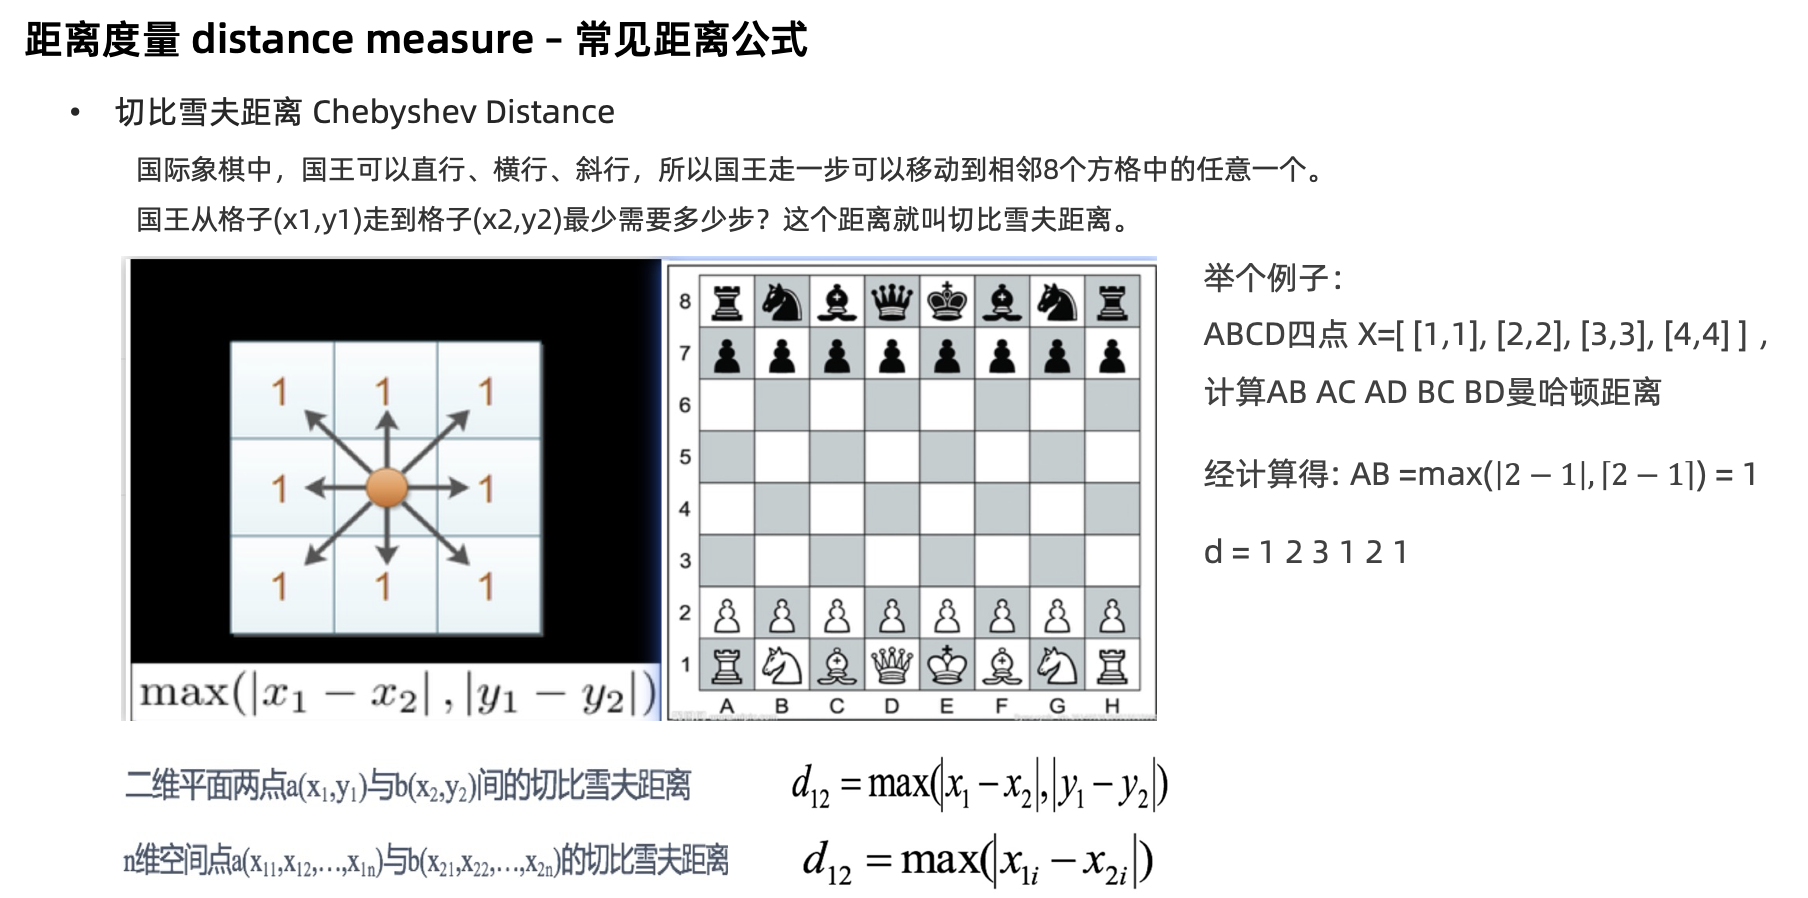 距离度量 distance measure – 常见距离公式
• 切比雪夫距离 Chebyshev Distance
国际象棋中，国王可以直行、横行、斜行，所以国王走一步可以移动到相邻8个方格中的任意一个。
国王从格子(x1,y1)走到格子(x2,y2)最少需要多少步？这个距离就叫切比雪夫距离。
1 1 1
1 1
1 1 1
max(|x₁ − x₂| , |y₁ − y₂|)
8
7
6
5
4
3
2
1
A B C D E F G H
举个例子：
ABCD四点 X=[ [1,1], [2,2], [3,3], [4,4] ] ，
计算AB AC AD BC BD曼哈顿距离
经计算得: AB =max(|2 − 1|, ⌈2 − 1⌉) = 1
d = 1 2 3 1 2 1
二维平面两点a(x₁,y₁)与b(x₂,y₂)间的切比雪夫距离
d₁₂ = max(|x₁ − x₂|,|y₁ − y₂|)
n维空间点a(x₁₁,x₁₂,…,x₁ₙ)与b(x₂₁,x₂₂,…,x₂ₙ)的切比雪夫距离
d₁₂ = max(|x₁ᵢ − x₂ᵢ|)